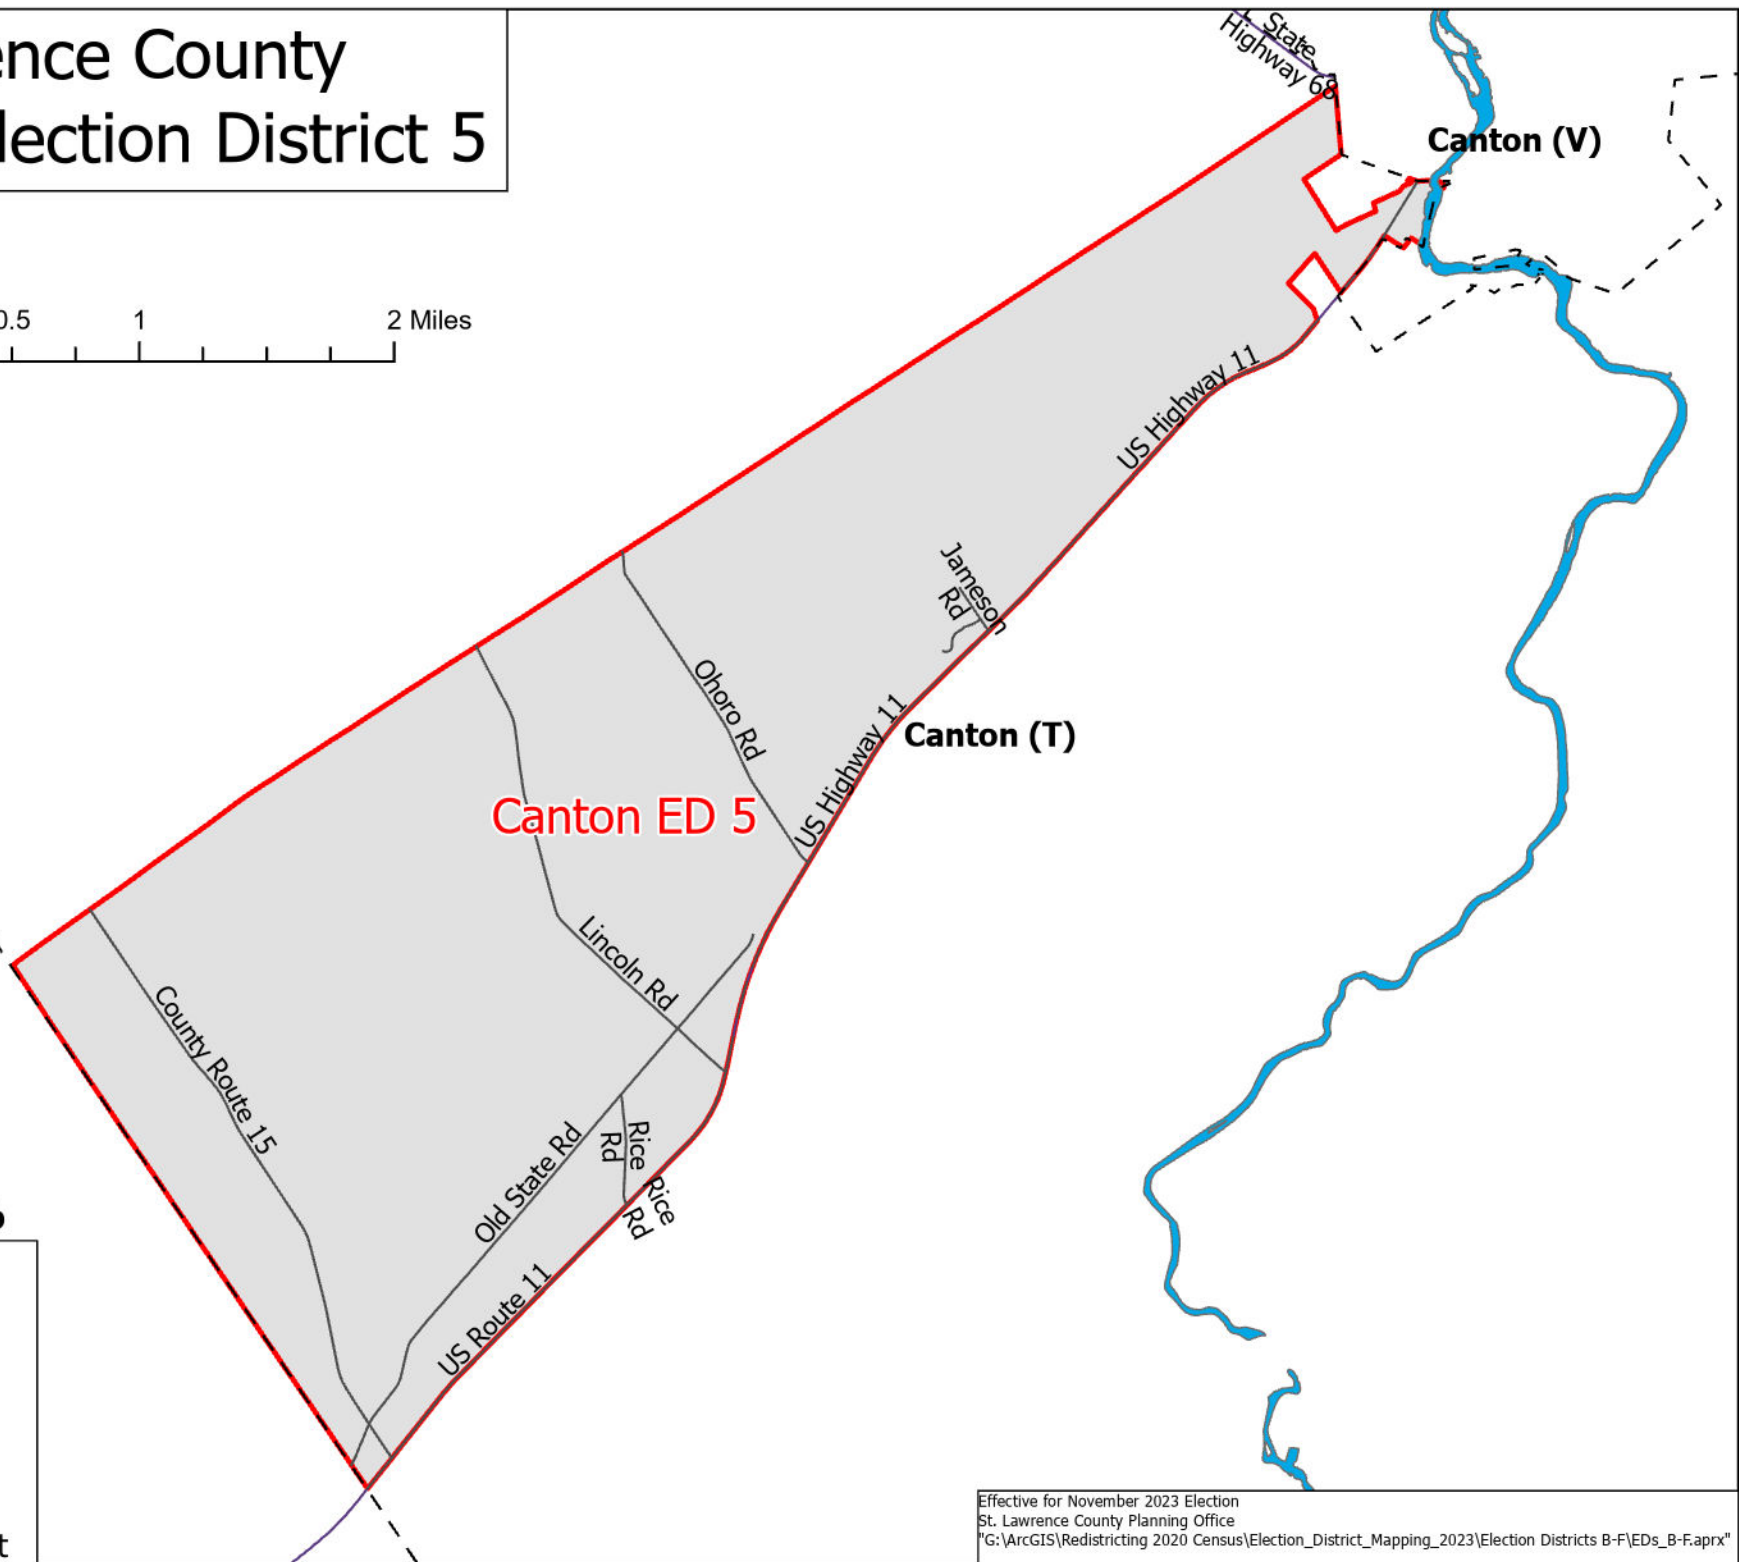 ence County
lection District 5
State
Highway 68
Canton (V)
0.5 1 2 Miles
US Highway 11
Jameson
Rd
Ohoro Rd
US Highway 11
Canton (T)
Canton ED 5
Lincoln Rd
County Route 15
Rice
Rd
Old State Rd
Rice
Rd
US Route 11
Effective for November 2023 Election
St. Lawrence County Planning Office
"G:\ArcGIS\Redistricting 2020 Census\Election_District_Mapping_2023\Election Districts B-F\EDs_B-F.aprx"
t